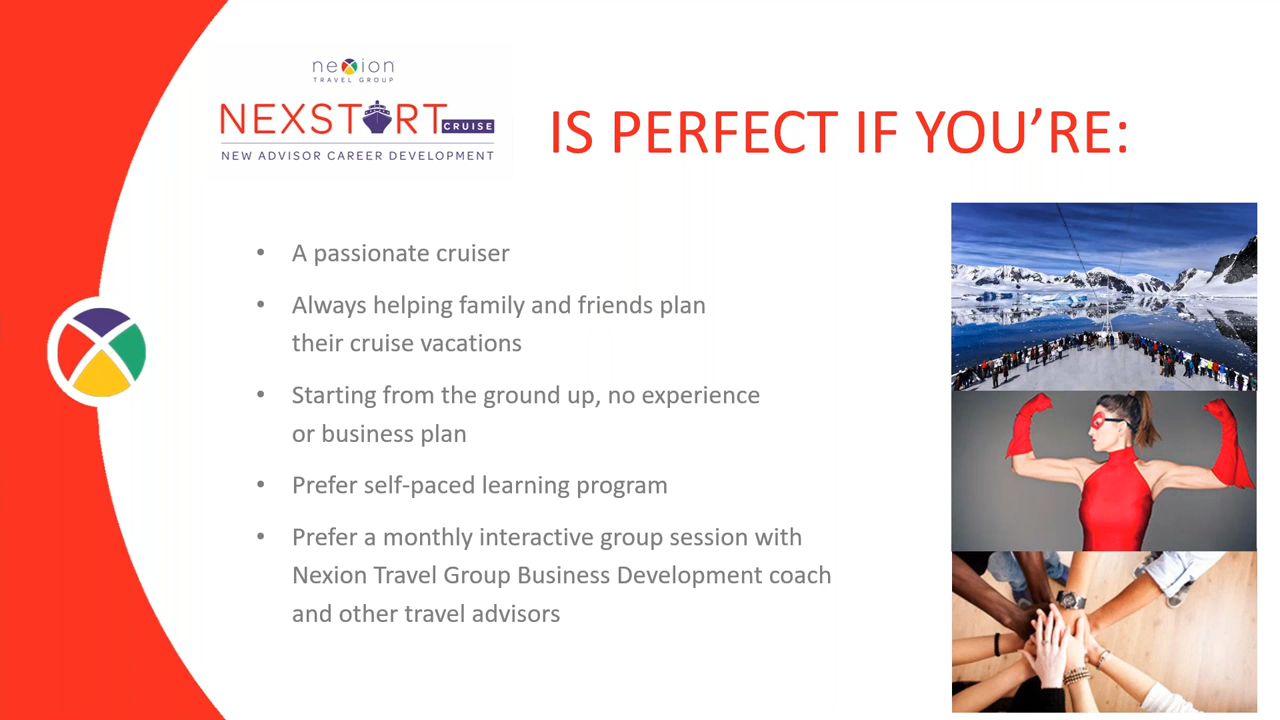 nexion
TRAVEL GROUP
NEXSTART CRUISE
NEW ADVISOR CAREER DEVELOPMENT
IS PERFECT IF YOU’RE:
• A passionate cruiser
• Always helping family and friends plan
their cruise vacations
• Starting from the ground up, no experience
or business plan
• Prefer self-paced learning program
• Prefer a monthly interactive group session with
Nexion Travel Group Business Development coach
and other travel advisors